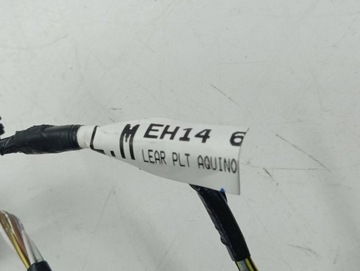 L.M EH14 6
LEAR PLT AQUINO